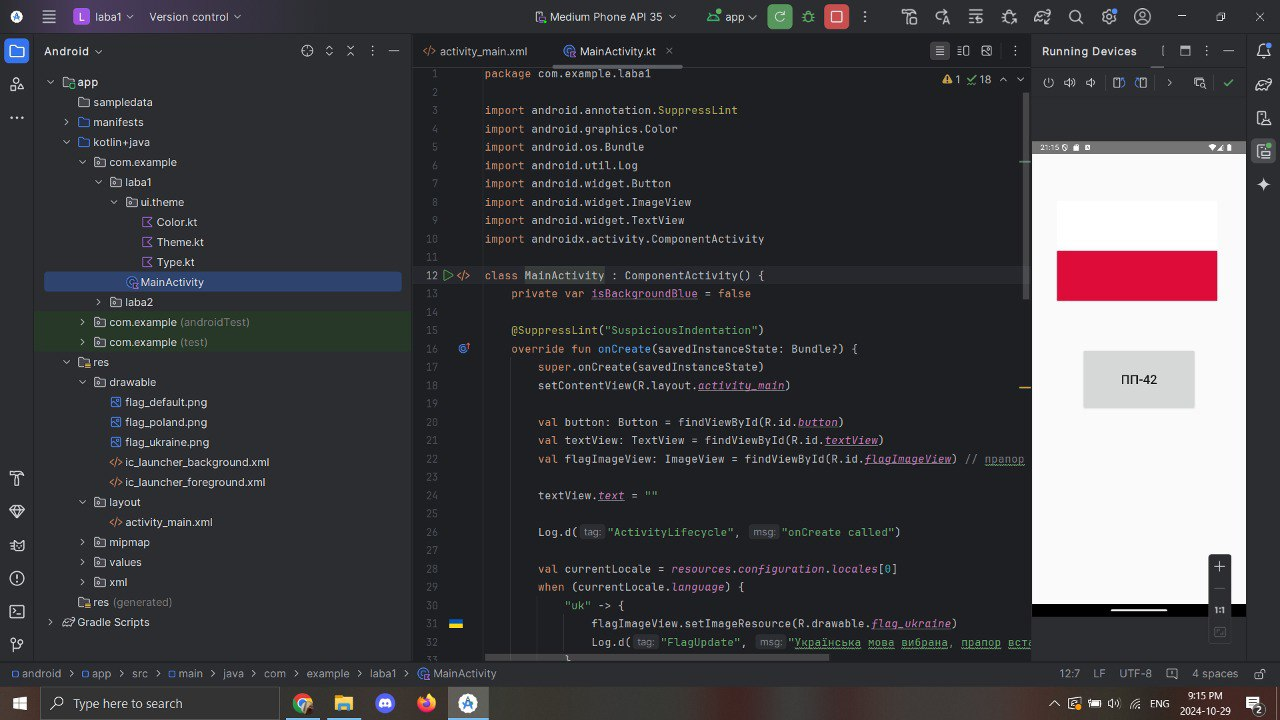 L laba1 Version control
Medium Phone API 35
app
Android
activity_main.xml
MainActivity.kt
Running Devices
app
sampledata
manifests
kotlin+java
com.example
laba1
ui.theme
Color.kt
Theme.kt
Type.kt
MainActivity
laba2
com.example (androidTest)
com.example (test)
res
drawable
flag_default.png
flag_poland.png
flag_ukraine.png
ic_launcher_background.xml
ic_launcher_foreground.xml
layout
activity_main.xml
mipmap
values
xml
res (generated)
Gradle Scripts
1 18
1 package com.example.laba1
2
3 import android.annotation.SuppressLint
4 import android.graphics.Color
5 import android.os.Bundle
6 import android.util.Log
7 import android.widget.Button
8 import android.widget.ImageView
9 import android.widget.TextView
10 import androidx.activity.ComponentActivity
11
12 class MainActivity : ComponentActivity() {
13 private var isBackgroundBlue = false
14
15 @SuppressLint("SuspiciousIndentation")
16 override fun onCreate(savedInstanceState: Bundle?) {
17 super.onCreate(savedInstanceState)
18 setContentView(R.layout.activity_main)
19
20 val button: Button = findViewById(R.id.button)
21 val textView: TextView = findViewById(R.id.textView)
22 val flagImageView: ImageView = findViewById(R.id.flagImageView) // прапор
23
24 textView.text = ""
25
26 Log.d( tag: "ActivityLifecycle", msg: "onCreate called")
27
28 val currentLocale = resources.configuration.locales[0]
29 when (currentLocale.language) {
30 "uk" -> {
31 flagImageView.setImageResource(R.drawable.flag_ukraine)
32 Log.d( tag: "FlagUpdate", msg: "Українська мова вибрана, прапор вста
33 }
21:15
ПП-42
1:1
android > app > src > main > java > com > example > laba1 > MainActivity
12:7 LF UTF-8 4 spaces
Type here to search
ENG
9:15 PM
2024-10-29
2